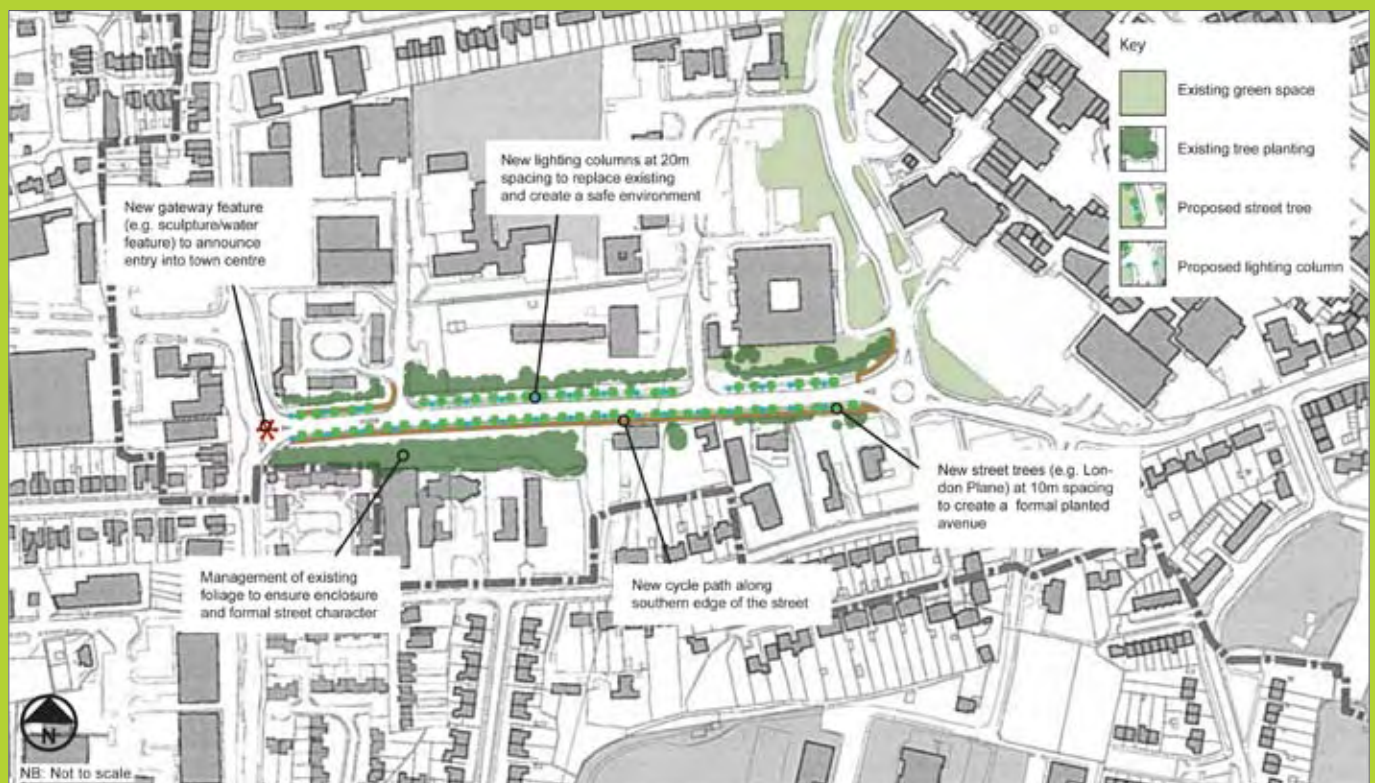 Key
Existing green space
Existing tree planting
Proposed street tree
Proposed lighting column
New lighting columns at 20m
spacing to replace existing
and create a safe environment
New gateway feature
(e.g. sculpture/water
feature) to announce
entry into town centre
New street trees (e.g. Lon-
don Plane) at 10m spacing
to create a formal planted
avenue
Management of existing
foliage to ensure enclosure
and formal street character
New cycle path along
southern edge of the street
N
NB: Not to scale